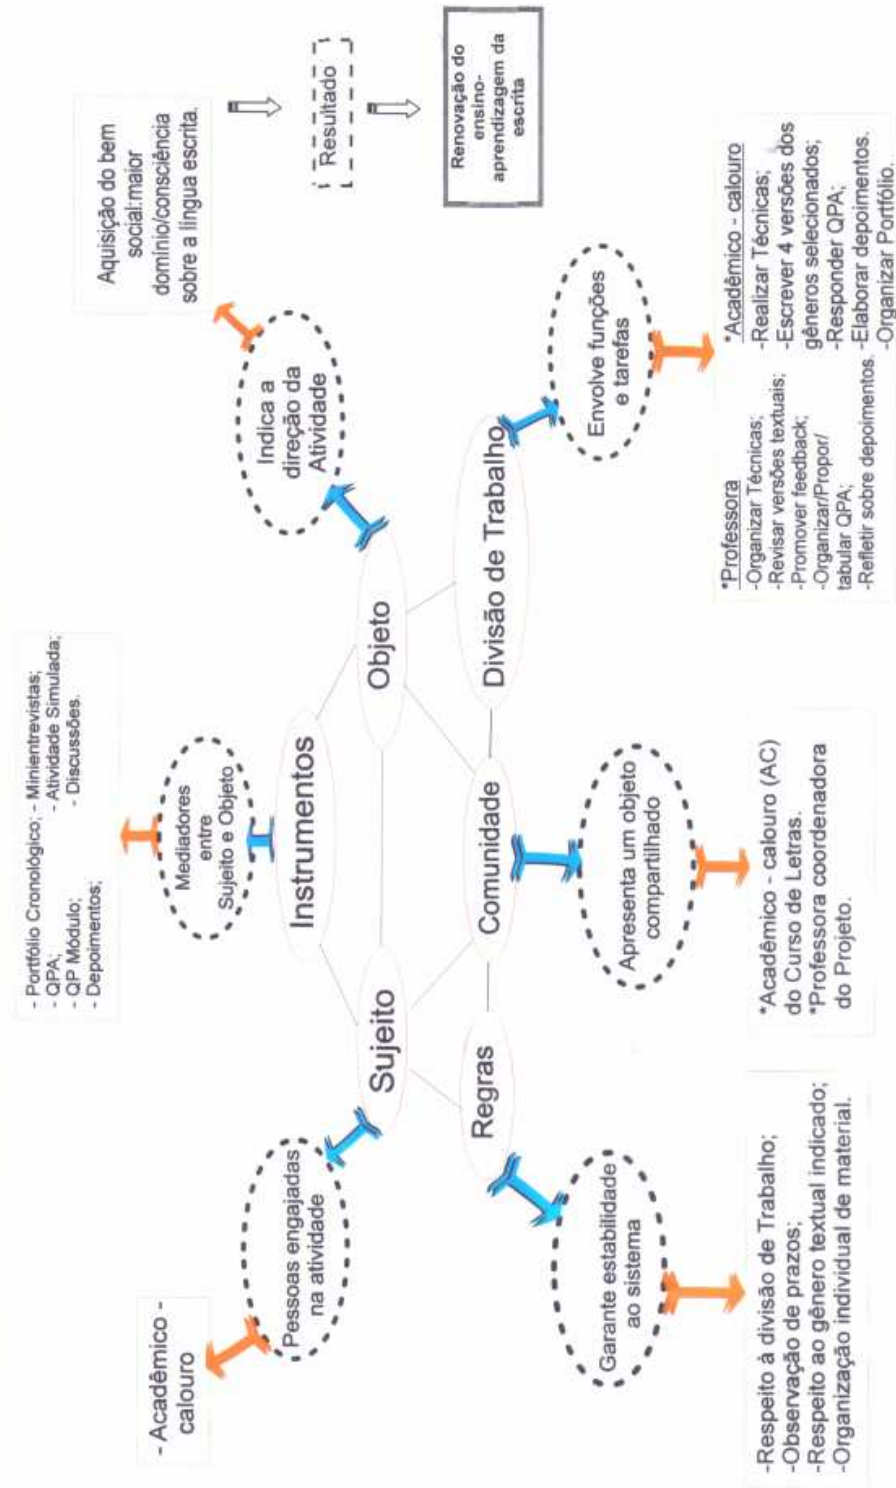 - Acadêmico -
calouro
Pessoas engajadas
na atividade
- Portfólio Cronológico; - Minientrevistas;
- QPA; - Atividade Simulada;
- QP Módulo; - Discussões.
- Depoimentos;
Mediadores
entre
Sujeito e Objeto
Instrumentos
Aquisição do bem
social:maior
domínio/consciência
sobre a língua escrita.
Indica a
direção da
Atividade
Resultado
Renovação do
ensino-
aprendizagem da
escrita
Sujeito
Objeto
Regras
Comunidade
Divisão de Trabalho
Garante estabilidade
ao sistema
-Respeito à divisão de Trabalho;
-Observação de prazos;
-Respeito ao gênero textual indicado;
-Organização individual de material.
Apresenta um objeto
compartilhado
*Acadêmico - calouro (AC)
do Curso de Letras.
*Professora coordenadora
do Projeto.
Envolve funções
e tarefas
*Professora
-Organizar Técnicas;
-Revisar versões textuais;
-Promover feedback;
-Organizar/Propor/
tabular QPA;
-Refletir sobre depoimentos.
*Acadêmico - calouro
-Realizar Técnicas;
-Escrever 4 versões dos
gêneros selecionados;
-Responder QPA;
-Elaborar depoimentos.
-Organizar Portfólio.